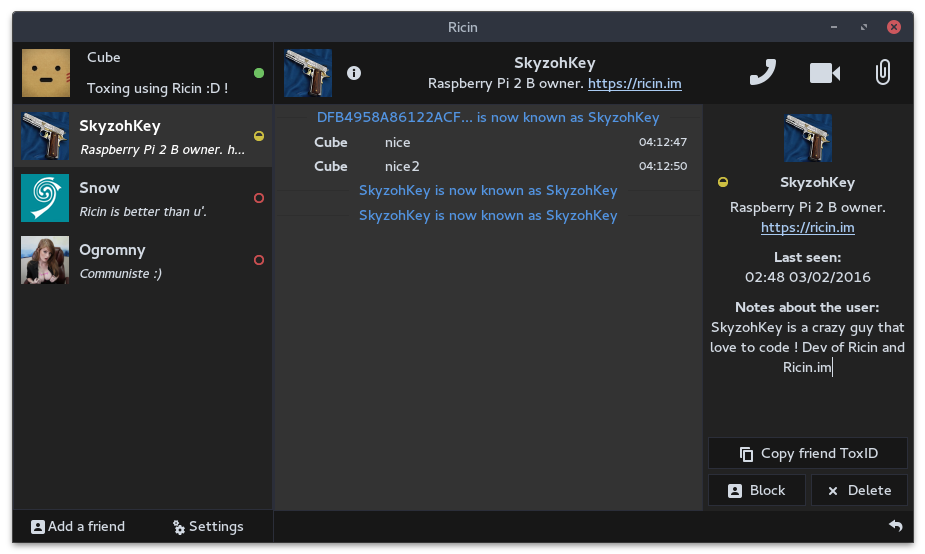 Ricin
Cube
Toxing using Ricin :D !
SkyzohKey
Raspberry Pi 2 B owner. h...
Snow
Ricin is better than u'.
Ogromny
Communiste :)
Add a friend
Settings
SkyzohKey
Raspberry Pi 2 B owner. https://ricin.im
DFB4958A86122ACF... is now known as SkyzohKey
Cube nice 04:12:47
Cube nice2 04:12:50
SkyzohKey is now known as SkyzohKey
SkyzohKey is now known as SkyzohKey
SkyzohKey
Raspberry Pi 2 B owner.
https://ricin.im
Last seen:
02:48 03/02/2016
Notes about the user:
SkyzohKey is a crazy guy that
love to code ! Dev of Ricin and
Ricin.im
Copy friend ToxID
Block
Delete